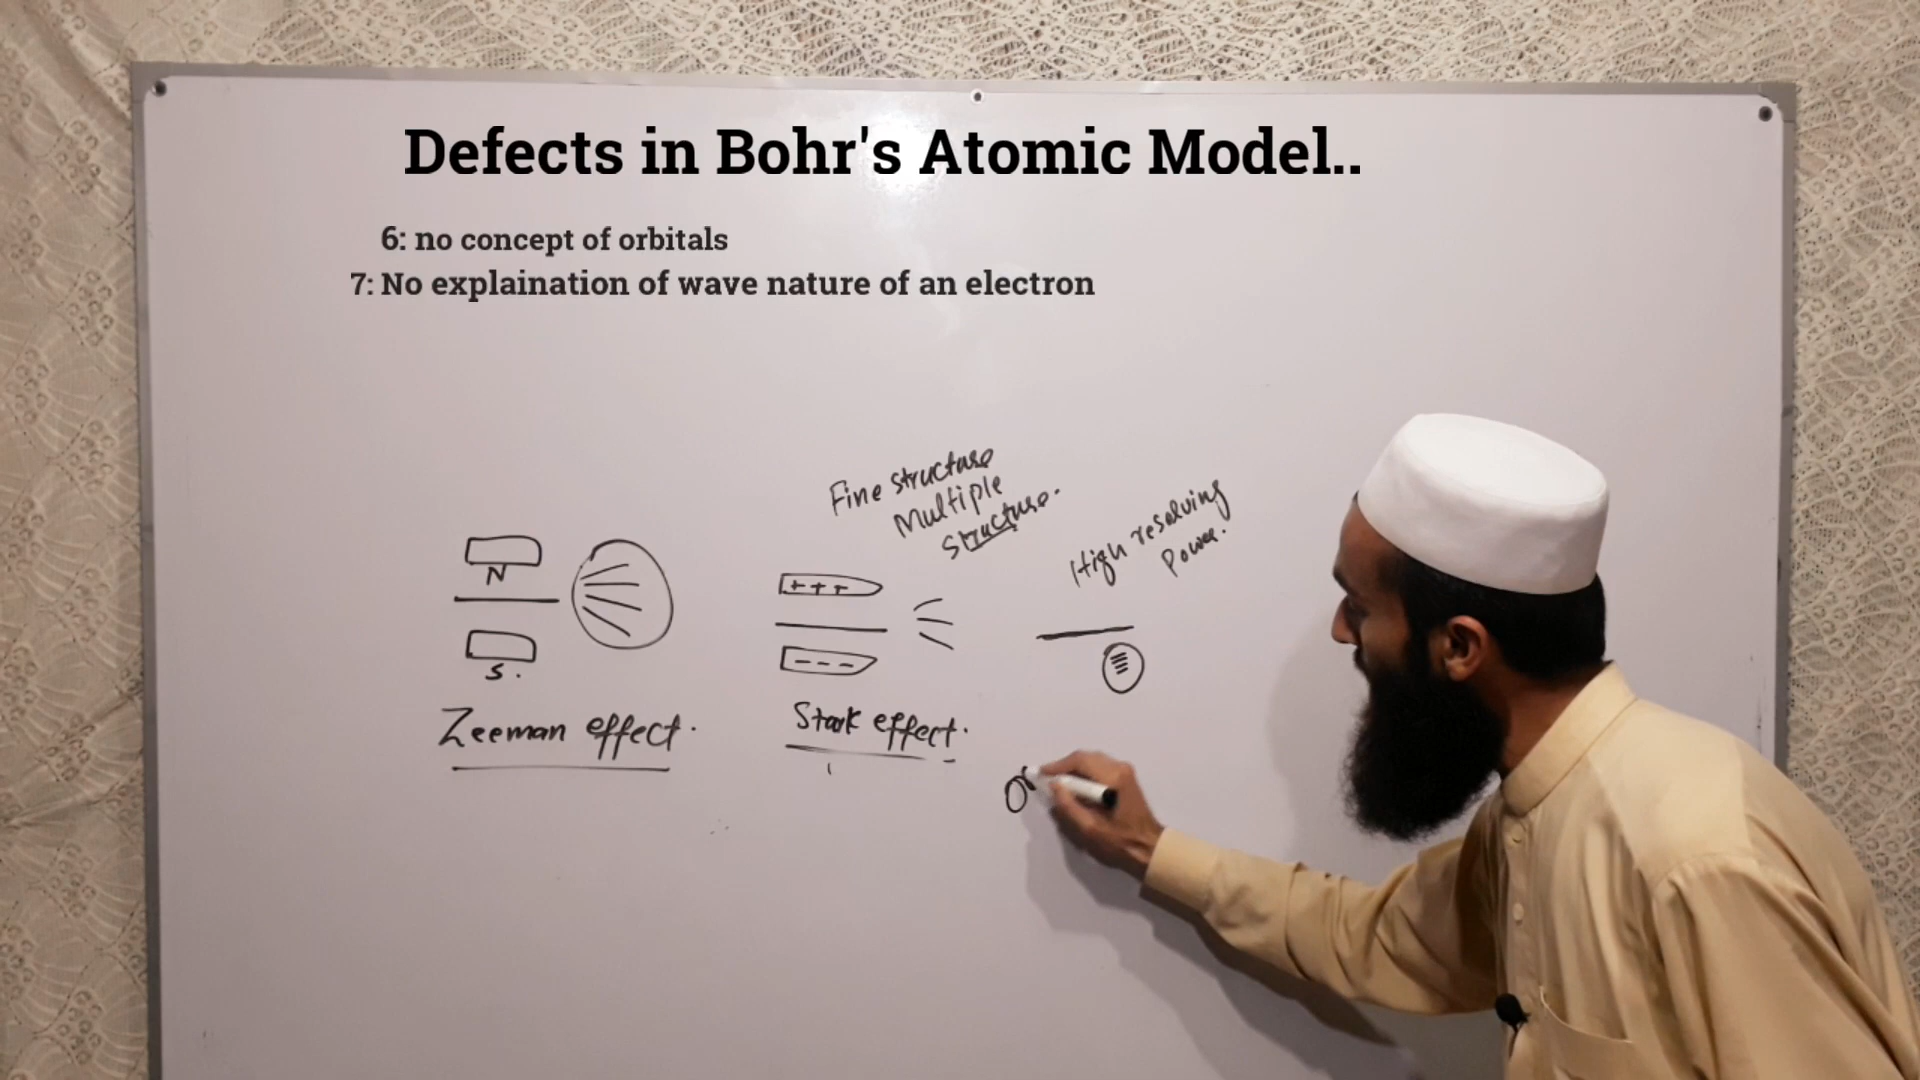 Defects in Bohr's Atomic Model..
6: no concept of orbitals
7: No explaination of wave nature of an electron
Fine structure
Multiple
structure.
High resolving
Power.
N
S.
+++
---
Zeeman effect.
Stark effect.